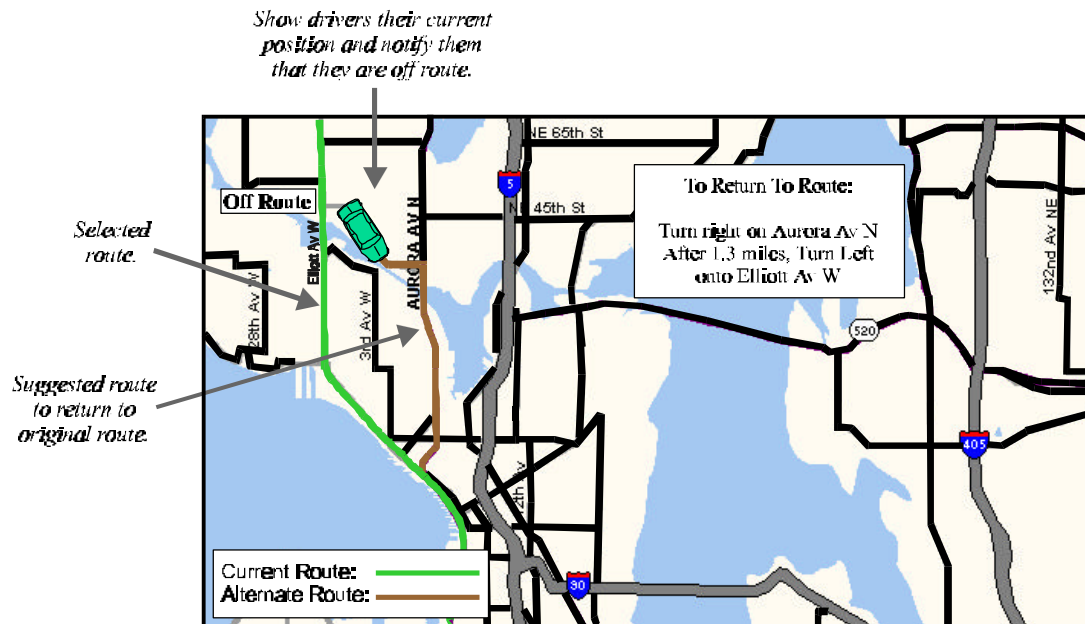 Show drivers their current
position and notify them
that they are off route.
NE 65th St
5
To Return To Route:
Turn right on Aurora Av N
After 1.3 miles, Turn Left
onto Elliott Av W
Off Route
NE 45th St
Selected
route.
Elliott Av W
AURORA AV N
132nd Av NE
28th Av W
3rd Av W
520
Suggested route
to return to
original route.
405
12th Av
90
Current Route:
Alternate Route: